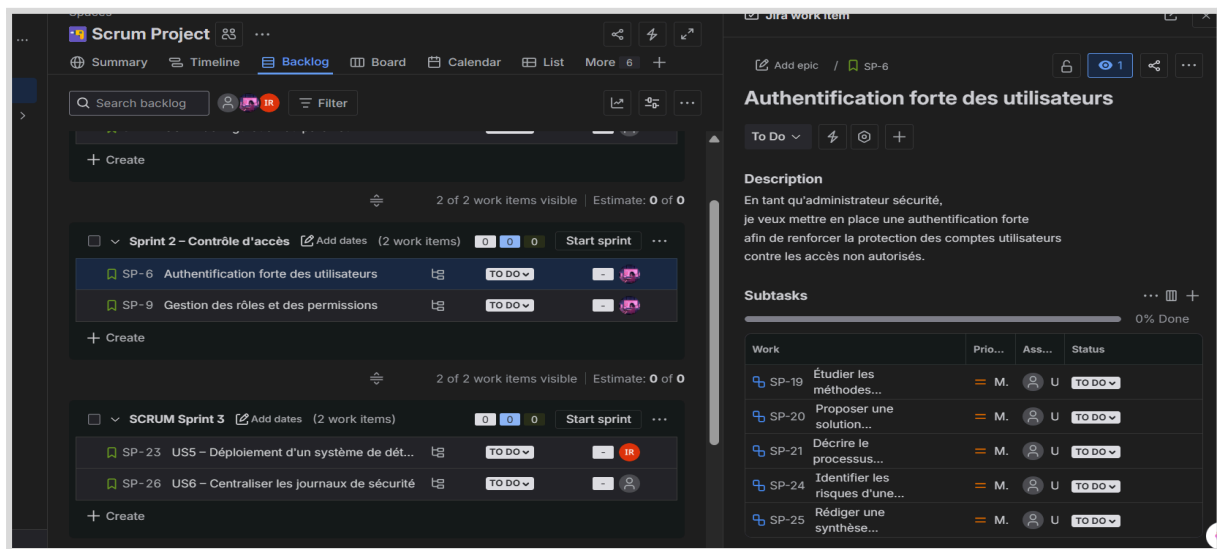 Spaces
Scrum Project
Summary Timeline Backlog Board Calendar List More 6
Search backlog IR Filter
Create
2 of 2 work items visible Estimate: 0 of 0
Sprint 2 – Contrôle d'accès Add dates (2 work items) 0 0 0 Start sprint
SP-6 Authentification forte des utilisateurs TO DO -
SP-9 Gestion des rôles et des permissions TO DO -
Create
2 of 2 work items visible Estimate: 0 of 0
SCRUM Sprint 3 Add dates (2 work items) 0 0 0 Start sprint
SP-23 US5 – Déploiement d'un système de dét... TO DO - IR
SP-26 US6 – Centraliser les journaux de sécurité TO DO -
Create
Jira work item
Add epic / SP-6 1
Authentification forte des utilisateurs
To Do
Description
En tant qu'administrateur sécurité,
je veux mettre en place une authentification forte
afin de renforcer la protection des comptes utilisateurs
contre les accès non autorisés.
Subtasks
0% Done
Work Prio... Ass... Status
SP-19 Étudier les méthodes... M. U TO DO
SP-20 Proposer une solution... M. U TO DO
SP-21 Décrire le processus... M. U TO DO
SP-24 Identifier les risques d'une... M. U TO DO
SP-25 Rédiger une synthèse... M. U TO DO